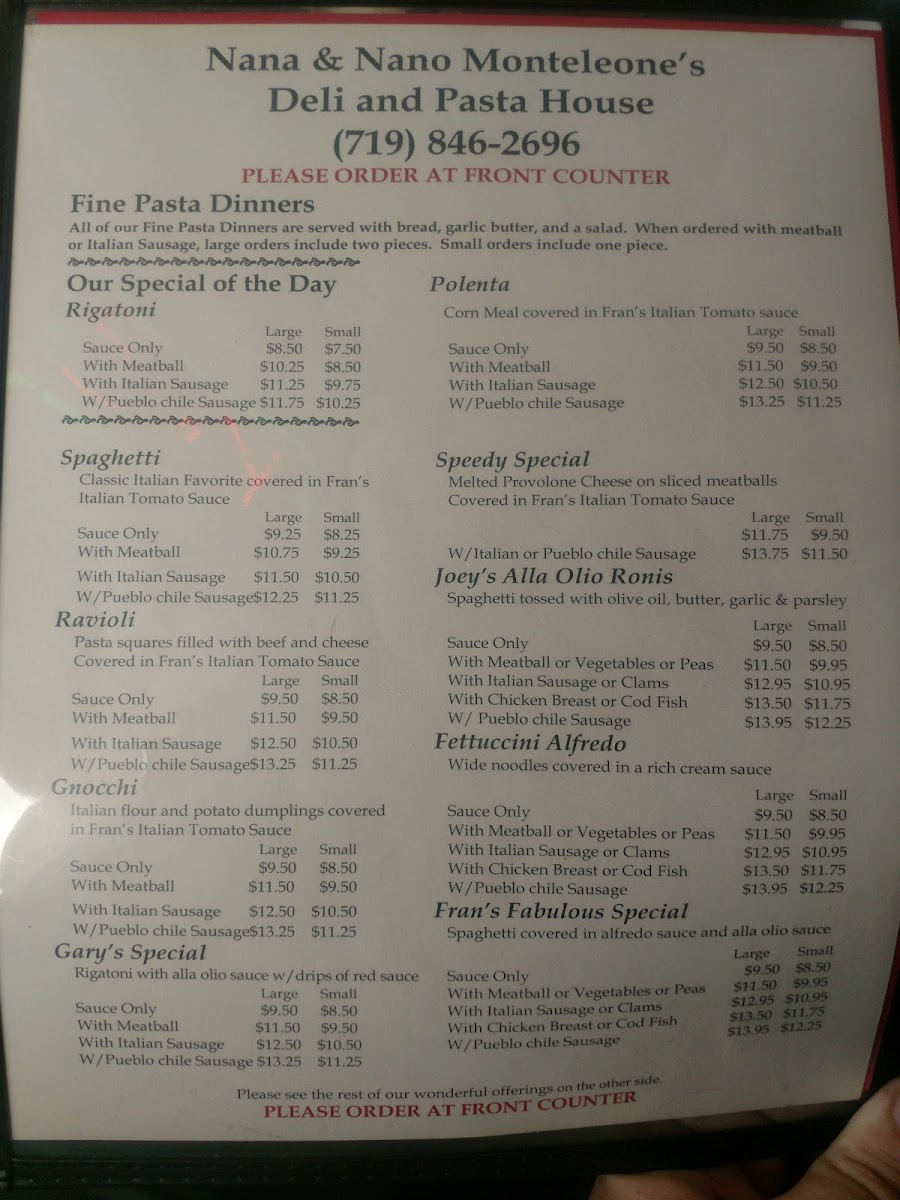 Nana & Nano Monteleone's
Deli and Pasta House
(719) 846-2696
PLEASE ORDER AT FRONT COUNTER
Fine Pasta Dinners
All of our Fine Pasta Dinners are served with bread, garlic butter, and a salad. When ordered with meatball
or Italian Sausage, large orders include two pieces. Small orders include one piece.
Our Special of the Day
Rigatoni
Large Small
Sauce Only $8.50 $7.50
With Meatball $10.25 $8.50
With Italian Sausage $11.25 $9.75
W/Pueblo chile Sausage $11.75 $10.25
Spaghetti
Classic Italian Favorite covered in Fran's
Italian Tomato Sauce
Large Small
Sauce Only $9.25 $8.25
With Meatball $10.75 $9.25
With Italian Sausage $11.50 $10.50
W/Pueblo chile Sausage$12.25 $11.25
Ravioli
Pasta squares filled with beef and cheese
Covered in Fran's Italian Tomato Sauce
Large Small
Sauce Only $9.50 $8.50
With Meatball $11.50 $9.50
With Italian Sausage $12.50 $10.50
W/Pueblo chile Sausage$13.25 $11.25
Gnocchi
Italian flour and potato dumplings covered
in Fran's Italian Tomato Sauce
Large Small
Sauce Only $9.50 $8.50
With Meatball $11.50 $9.50
With Italian Sausage $12.50 $10.50
W/Pueblo chile Sausage$13.25 $11.25
Gary's Special
Rigatoni with alla olio sauce w/drips of red sauce
Large Small
Sauce Only $9.50 $8.50
With Meatball $11.50 $9.50
With Italian Sausage $12.50 $10.50
W/Pueblo chile Sausage $13.25 $11.25
Polenta
Corn Meal covered in Fran's Italian Tomato sauce
Large Small
Sauce Only $9.50 $8.50
With Meatball $11.50 $9.50
With Italian Sausage $12.50 $10.50
W/Pueblo chile Sausage $13.25 $11.25
Speedy Special
Melted Provolone Cheese on sliced meatballs
Covered in Fran's Italian Tomato Sauce
Large Small
$11.75 $9.50
W/Italian or Pueblo chile Sausage $13.75 $11.50
Joey's Alla Olio Ronis
Spaghetti tossed with olive oil, butter, garlic & parsley
Large Small
Sauce Only $9.50 $8.50
With Meatball or Vegetables or Peas $11.50 $9.95
With Italian Sausage or Clams $12.95 $10.95
With Chicken Breast or Cod Fish $13.50 $11.75
W/ Pueblo chile Sausage $13.95 $12.25
Fettuccini Alfredo
Wide noodles covered in a rich cream sauce
Large Small
Sauce Only $9.50 $8.50
With Meatball or Vegetables or Peas $11.50 $9.95
With Italian Sausage or Clams $12.95 $10.95
With Chicken Breast or Cod Fish $13.50 $11.75
W/Pueblo chile Sausage $13.95 $12.25
Fran's Fabulous Special
Spaghetti covered in alfredo sauce and alla olio sauce
Large Small
Sauce Only $9.50 $8.50
With Meatball or Vegetables or Peas $11.50 $9.95
With Italian Sausage or Clams $12.95 $10.95
With Chicken Breast or Cod Fish $13.50 $11.75
W/Pueblo chile Sausage $13.95 $12.25
Please see the rest of our wonderful offerings on the other side.
PLEASE ORDER AT FRONT COUNTER